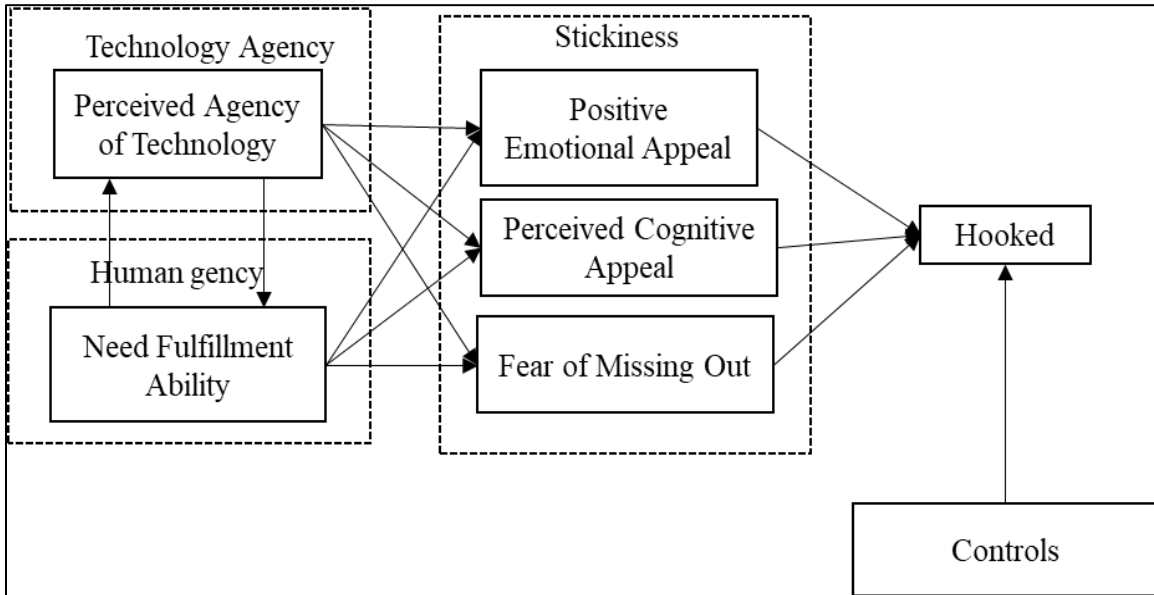 Technology Agency
Perceived Agency
of Technology
Human gency
Need Fulfillment
Ability
Stickiness
Positive
Emotional Appeal
Perceived Cognitive
Appeal
Fear of Missing Out
Hooked
Controls